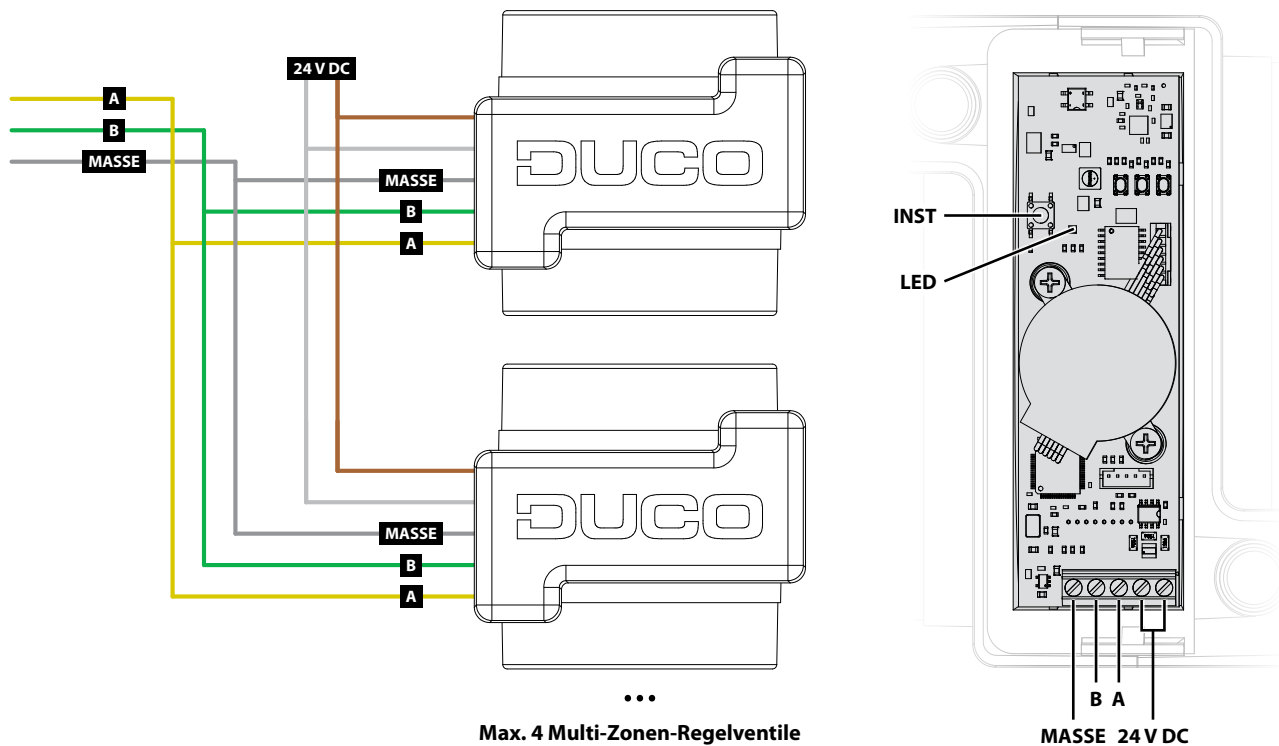 24 V DC
A
B
MASSE
DUCO
MASSE
B
A
DUCO
MASSE
B
A
...
Max. 4 Multi-Zonen-Regelventile
INST
LED
B A
MASSE 24 V DC